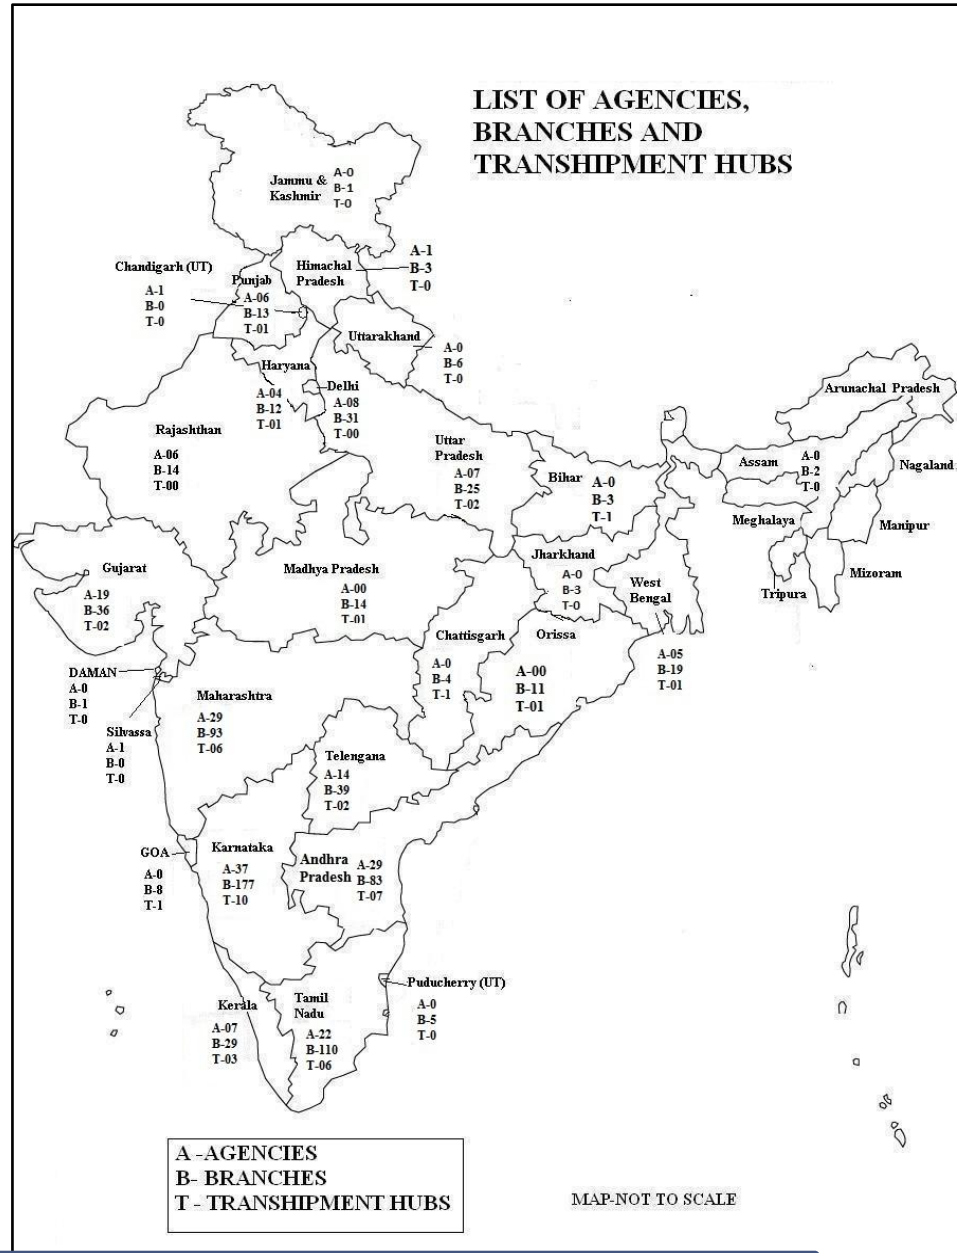 LIST OF AGENCIES,
BRANCHES AND
TRANSHIPMENT HUBS
Jammu &
Kashmir
A-0
B-1
T-0
Chandigarh (UT)
A-1
B-0
T-0
Punjab
A-06
B-13
T-01
Himachal
Pradesh
A-1
B-3
T-0
Uttarakhand
A-0
B-6
T-0
Haryana
A-04
B-12
T-01
Delhi
A-08
B-31
T-00
Rajashthan
A-06
B-14
T-00
Uttar
Pradesh
A-07
B-25
T-02
Bihar
A-0
B-3
T-1
Arunachal Pradesh
Assam
A-0
B-2
T-0
Nagaland
Meghalaya
Manipur
Mizoram
Tripura
Gujarat
A-19
B-36
T-02
Madhya Pradesh
A-00
B-14
T-01
Jharkhand
A-0
B-3
T-0
West
Bengal
A-05
B-19
T-01
Chattisgarh
A-0
B-4
T-1
Orissa
A-00
B-11
T-01
DAMAN
A-0
B-1
T-0
Silvassa
A-1
B-0
T-0
Maharashtra
A-29
B-93
T-06
Telengana
A-14
B-39
T-02
GOA
A-0
B-8
T-1
Karnataka
A-37
B-177
T-10
Andhra
Pradesh
A-29
B-83
T-07
Puducherry (UT)
A-0
B-5
T-0
Kerala
A-07
B-29
T-03
Tamil
Nadu
A-22
B-110
T-06
A -AGENCIES
B- BRANCHES
T - TRANSHIPMENT HUBS
MAP-NOT TO SCALE